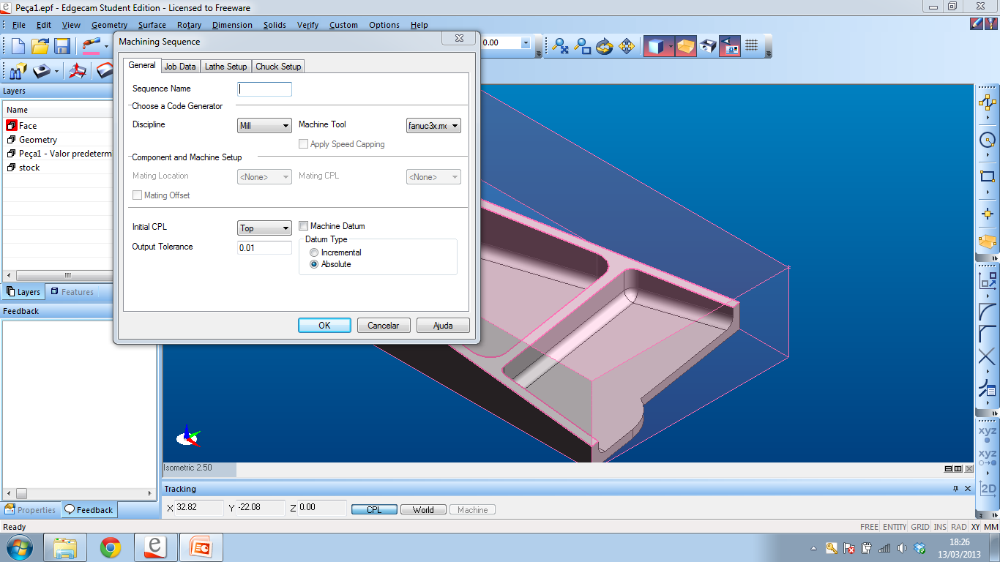 Peça1.epf - Edgecam Student Edition - Licensed to Freeware
File Edit View Geometry Surface Rotary Dimension Solids Verify Custom Options Help
0.00
Machining Sequence
General Job Data Lathe Setup Chuck Setup
Sequence Name
Choose a Code Generator
Discipline Mill Machine Tool fanuc3x.mc
Apply Speed Capping
Component and Machine Setup
Mating Location <None> Mating CPL <None>
Mating Offset
Initial CPL Top Machine Datum
Datum Type
Output Tolerance 0.01
Incremental
Absolute
OK Cancelar Ajuda
Layers
Name
Face
Geometry
Peça1 - Valor predeterm
stock
Layers Features
Feedback
Properties Feedback
Isometric 2.50
Tracking
X 32.82 Y -22.08 Z 0.00 CPL World Machine
xyz
xyz
2D
Ready FREE ENTITY GRID INS RAD XY MM
18:26
13/03/2013